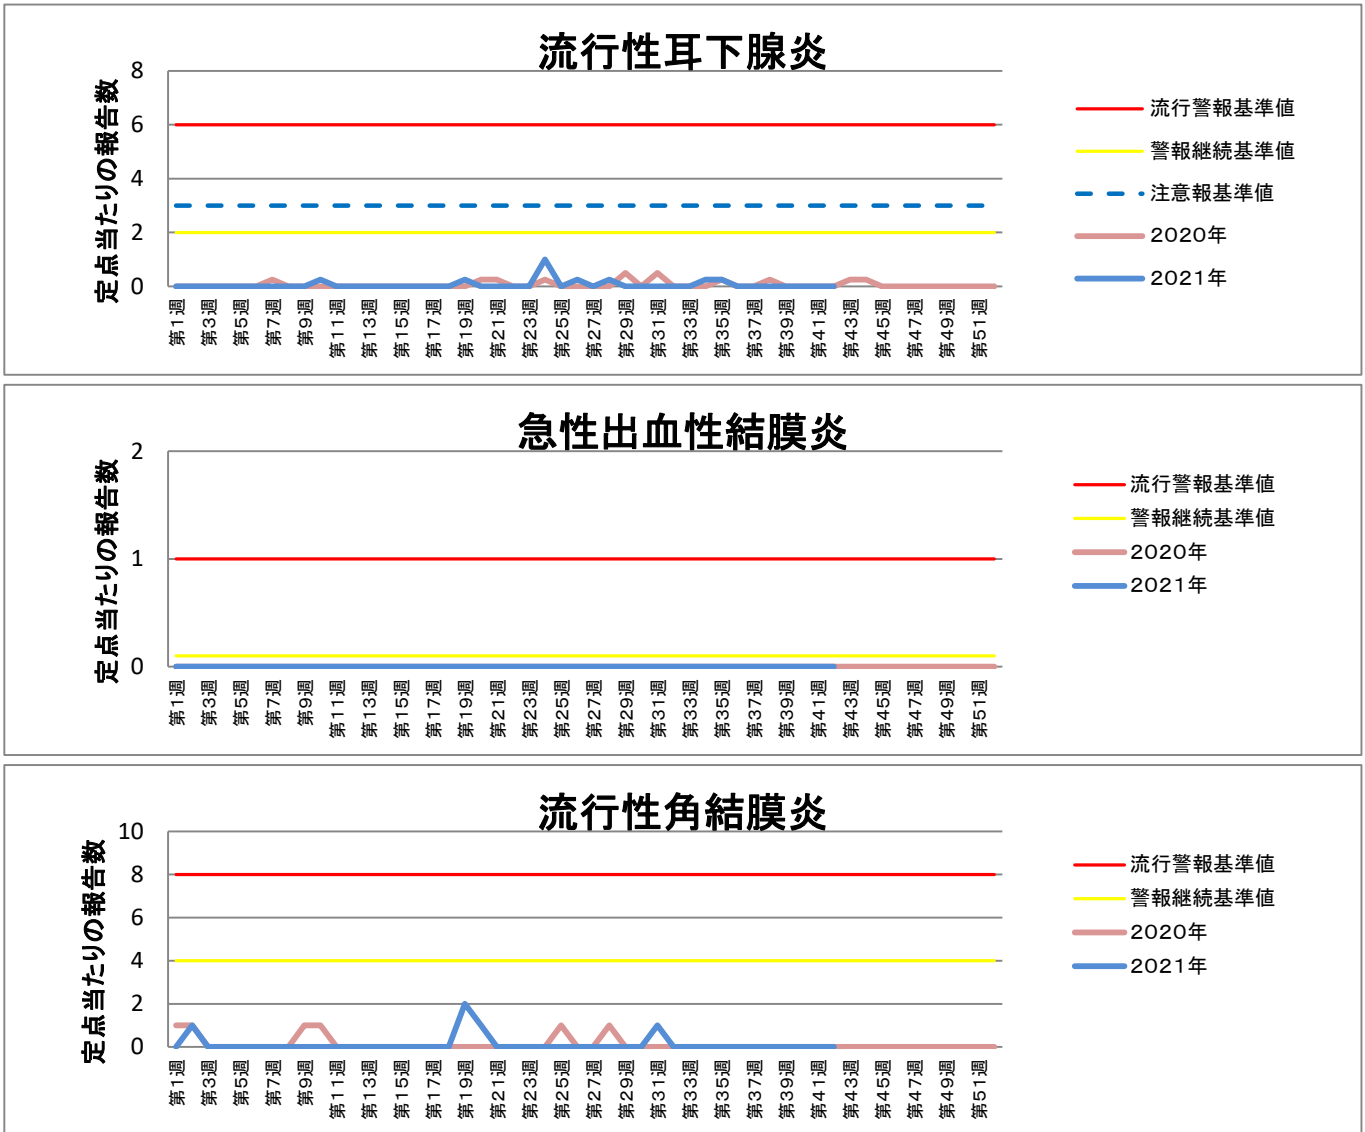 流行性耳下腺炎
定点当たりの報告数
8
6
4
2
0
第1週 第3週 第5週 第7週 第9週 第11週 第13週 第15週 第17週 第19週 第21週 第23週 第25週 第27週 第29週 第31週 第33週 第35週 第37週 第39週 第41週 第43週 第45週 第47週 第49週 第51週
流行警報基準値
警報継続基準値
注意報基準値
2020年
2021年
急性出血性結膜炎
定点当たりの報告数
2
1
0
第1週 第3週 第5週 第7週 第9週 第11週 第13週 第15週 第17週 第19週 第21週 第23週 第25週 第27週 第29週 第31週 第33週 第35週 第37週 第39週 第41週 第43週 第45週 第47週 第49週 第51週
流行警報基準値
警報継続基準値
2020年
2021年
流行性角結膜炎
定点当たりの報告数
10
8
6
4
2
0
第1週 第3週 第5週 第7週 第9週 第11週 第13週 第15週 第17週 第19週 第21週 第23週 第25週 第27週 第29週 第31週 第33週 第35週 第37週 第39週 第41週 第43週 第45週 第47週 第49週 第51週
流行警報基準値
警報継続基準値
2020年
2021年